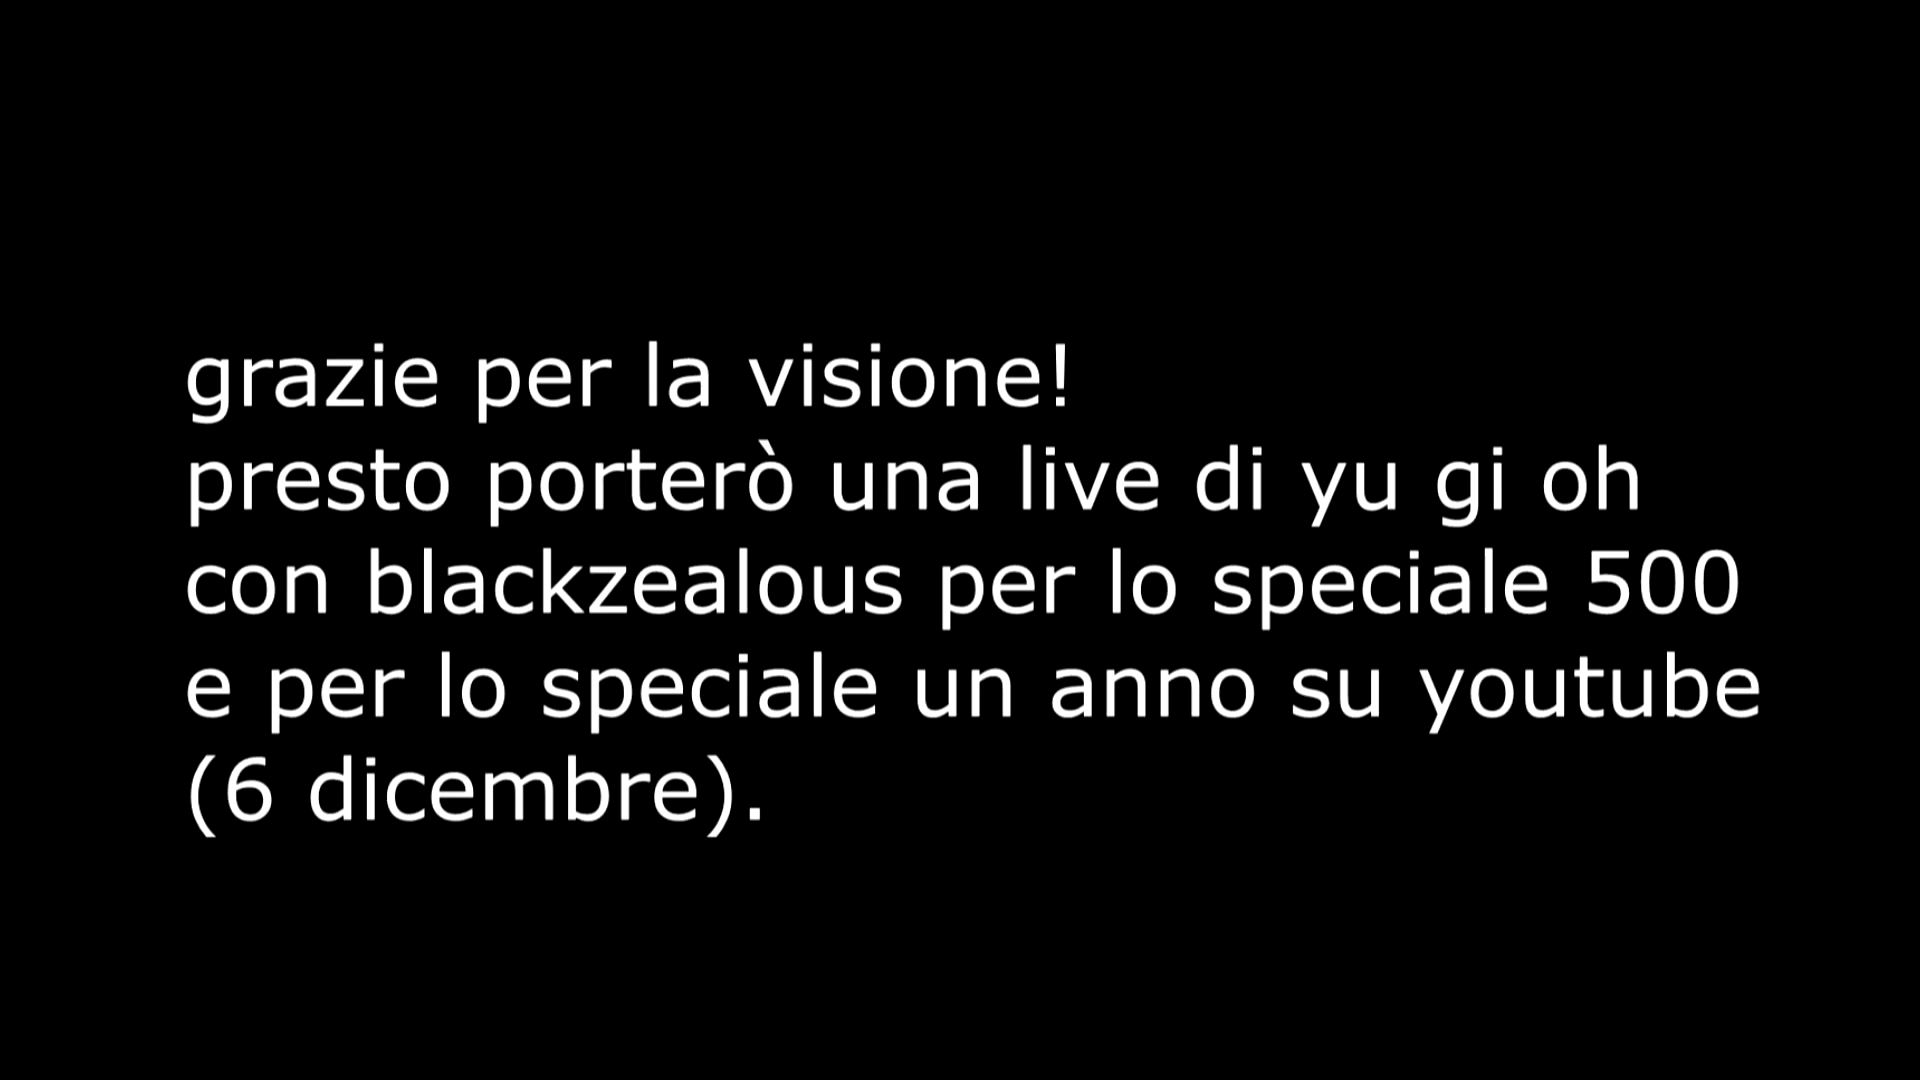 grazie per la visione!
presto porterò una live di yu gi oh
con blackzealous per lo speciale 500
e per lo speciale un anno su youtube
(6 dicembre).